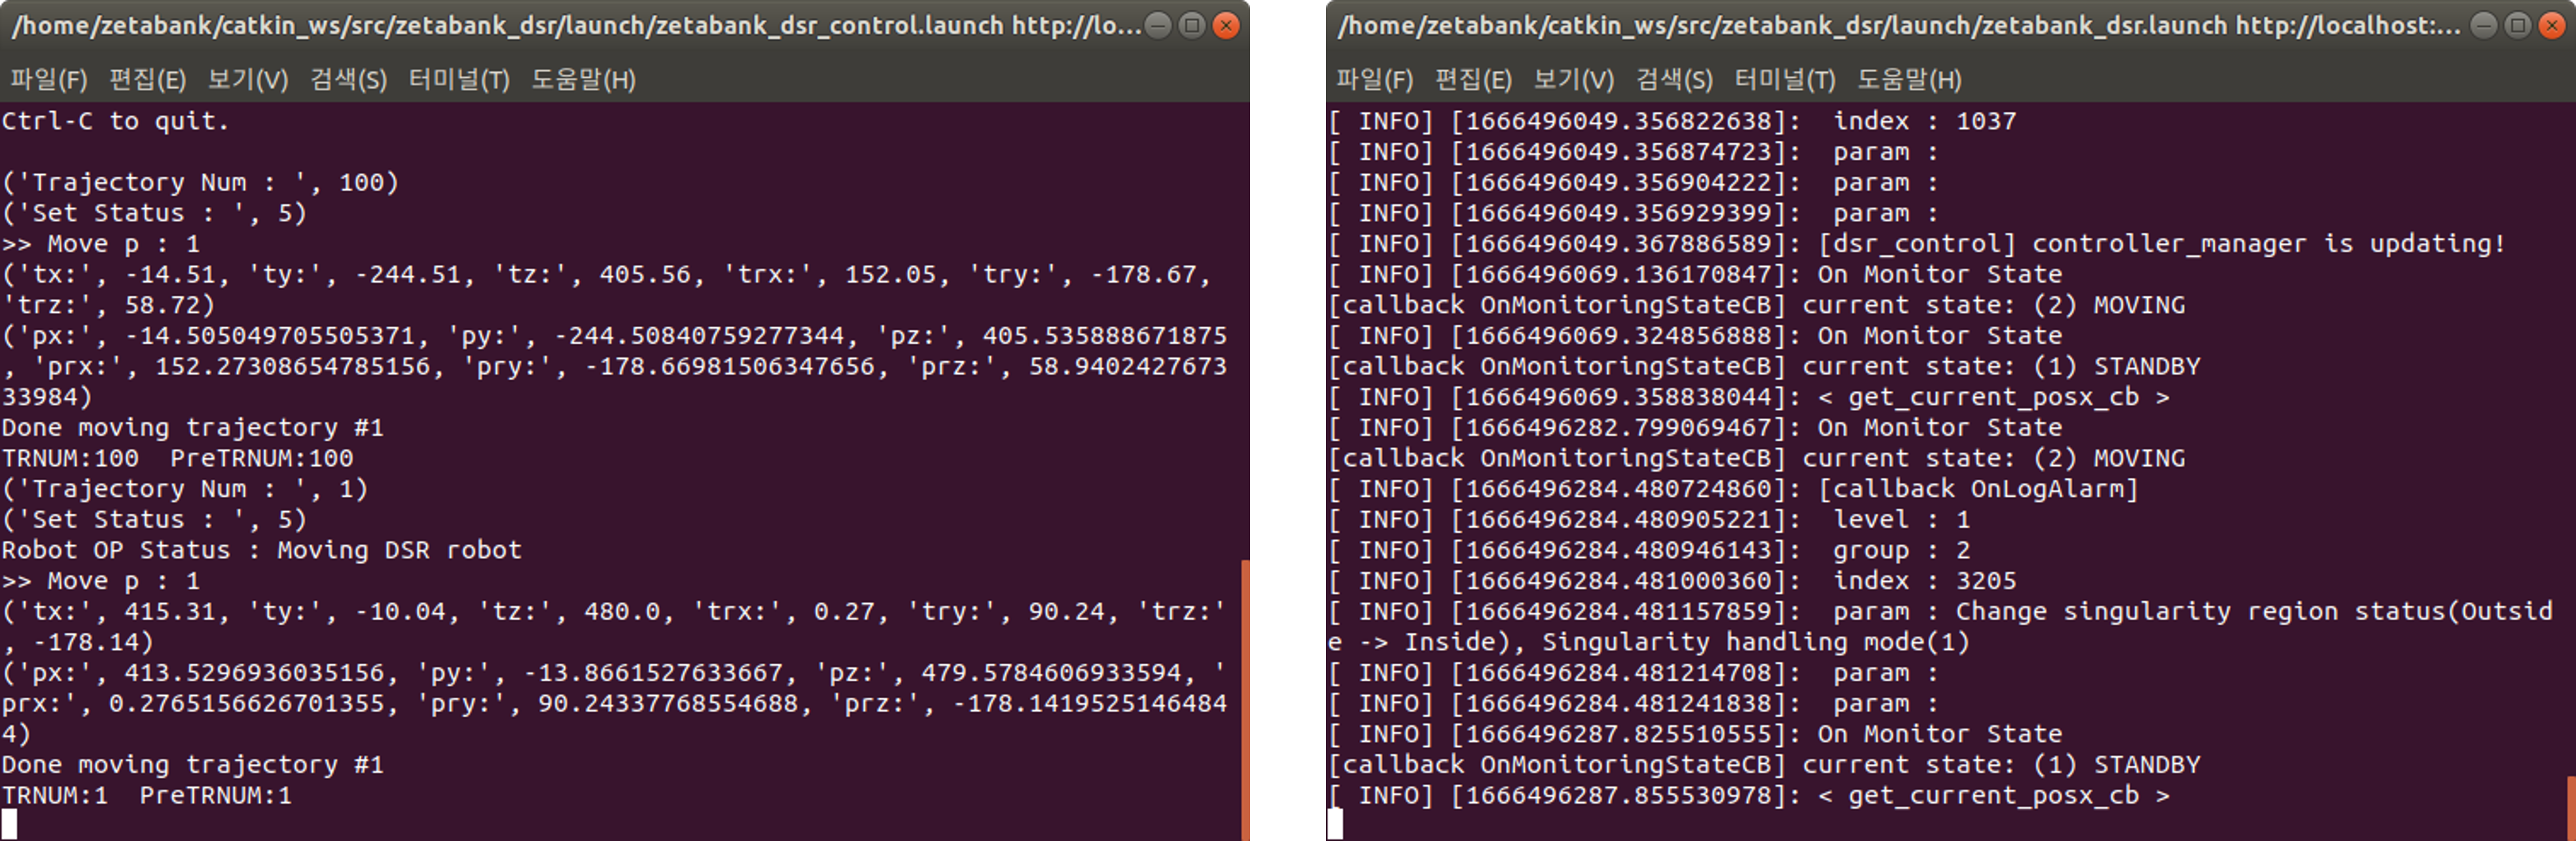 /home/zetabank/catkin_ws/src/zetabank_dsr/launch/zetabank_dsr_control.launch http://lo...
파일(F) 편집(E) 보기(V) 검색(S) 터미널(T) 도움말(H)
Ctrl-C to quit.
('Trajectory Num : ', 100)
('Set Status : ', 5)
>> Move p : 1
('tx:', -14.51, 'ty:', -244.51, 'tz:', 405.56, 'trx:', 152.05, 'try:', -178.67,
'trz:', 58.72)
('px:', -14.505049705505371, 'py:', -244.50840759277344, 'pz:', 405.535888671875
, 'prx:', 152.27308654785156, 'pry:', -178.66981506347656, 'prz:', 58.9402427673
33984)
Done moving trajectory #1
TRNUM:100  PreTRNUM:100
('Trajectory Num : ', 1)
('Set Status : ', 5)
Robot OP Status : Moving DSR robot
>> Move p : 1
('tx:', 415.31, 'ty:', -10.04, 'tz:', 480.0, 'trx:', 0.27, 'try:', 90.24, 'trz:'
, -178.14)
('px:', 413.5296936035156, 'py:', -13.8661527633667, 'pz:', 479.5784606933594, '
prx:', 0.2765156626701355, 'pry:', 90.24337768554688, 'prz:', -178.1419525146484
4)
Done moving trajectory #1
TRNUM:1  PreTRNUM:1
/home/zetabank/catkin_ws/src/zetabank_dsr/launch/zetabank_dsr.launch http://localhost:...
파일(F) 편집(E) 보기(V) 검색(S) 터미널(T) 도움말(H)
[ INFO] [1666496049.356822638]:  index : 1037
[ INFO] [1666496049.356874723]:  param :
[ INFO] [1666496049.356904222]:  param :
[ INFO] [1666496049.356929399]:  param :
[ INFO] [1666496049.367886589]: [dsr_control] controller_manager is updating!
[ INFO] [1666496069.136170847]: On Monitor State
[callback OnMonitoringStateCB] current state: (2) MOVING
[ INFO] [1666496069.324856888]: On Monitor State
[callback OnMonitoringStateCB] current state: (1) STANDBY
[ INFO] [1666496069.358838044]: < get_current_posx_cb >
[ INFO] [1666496282.799069467]: On Monitor State
[callback OnMonitoringStateCB] current state: (2) MOVING
[ INFO] [1666496284.480724860]: [callback OnLogAlarm]
[ INFO] [1666496284.480905221]:  level : 1
[ INFO] [1666496284.480946143]:  group : 2
[ INFO] [1666496284.481000360]:  index : 3205
[ INFO] [1666496284.481157859]:  param : Change singularity region status(Outsid
e -> Inside), Singularity handling mode(1)
[ INFO] [1666496284.481214708]:  param :
[ INFO] [1666496284.481241838]:  param :
[ INFO] [1666496287.825510555]: On Monitor State
[callback OnMonitoringStateCB] current state: (1) STANDBY
[ INFO] [1666496287.855530978]: < get_current_posx_cb >